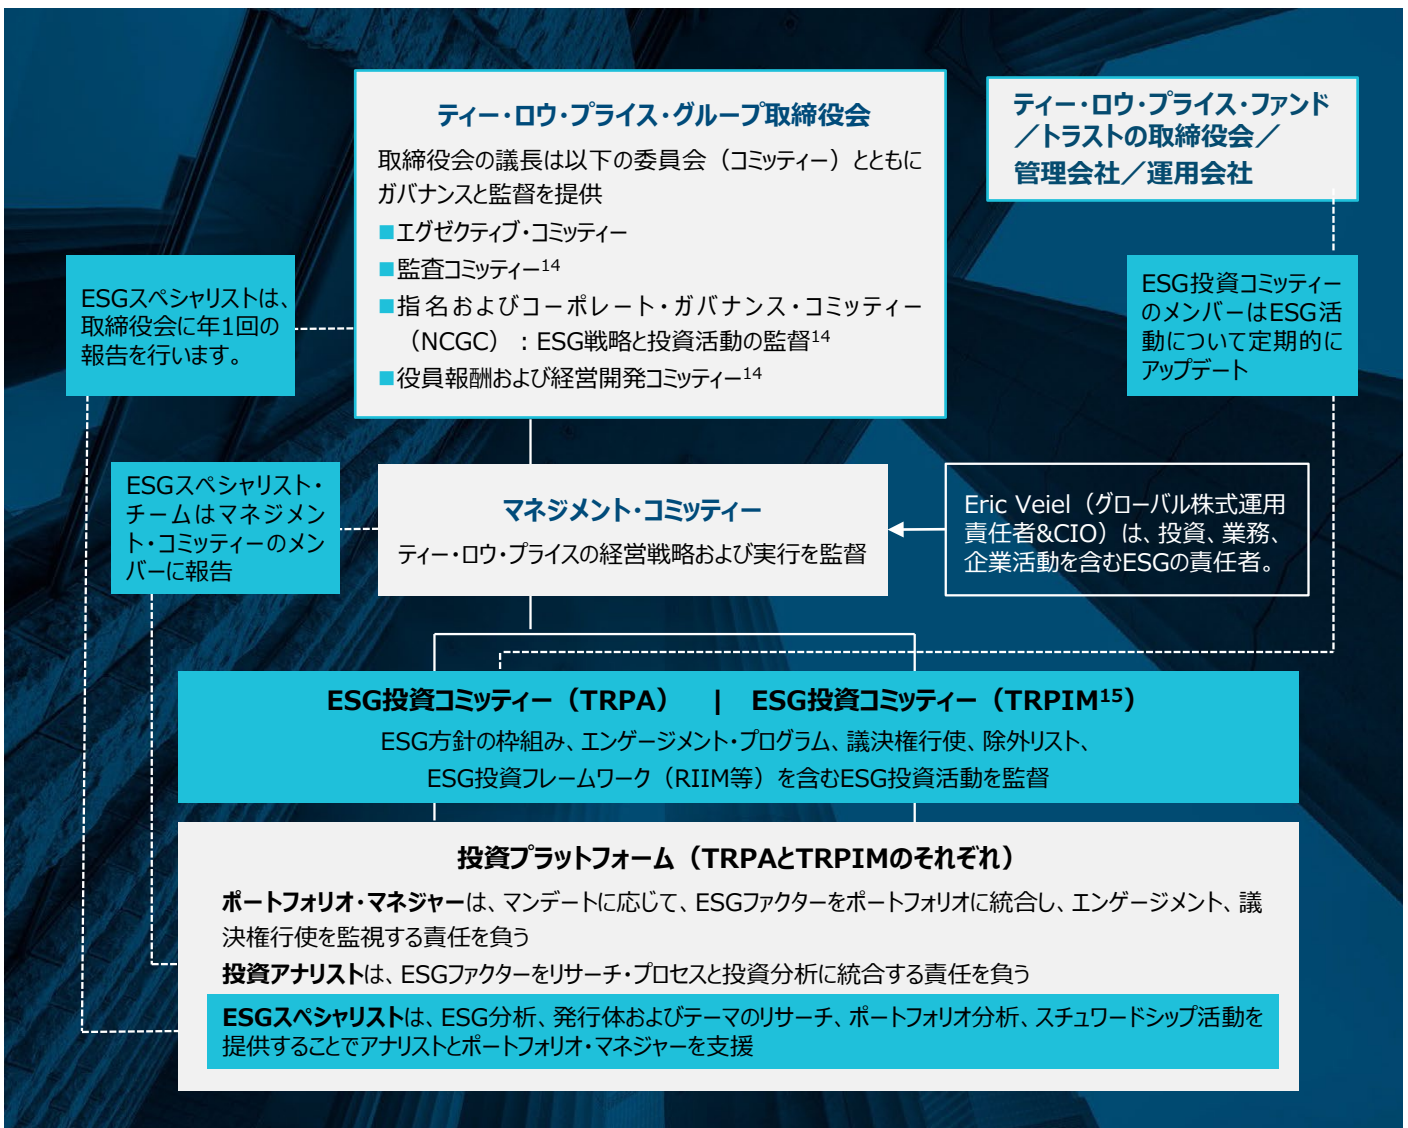 ティー・ロウ・プライス・グループ取締役会
取締役会の議長は以下の委員会（コミッティー）とともに
ガバナンスと監督を提供
■エグゼクティブ・コミッティー
■監査コミッティー14
■指名およびコーポレート・ガバナンス・コミッティー
（NCGC）：ESG戦略と投資活動の監督14
■役員報酬および経営開発コミッティー14
ティー・ロウ・プライス・ファンド
／トラストの取締役会／
管理会社／運用会社
ESGスペシャリストは、
取締役会に年1回の
報告を行います。
ESG投資コミッティー
のメンバーはESG活
動について定期的に
アップデート
ESGスペシャリスト・
チームはマネジメン
ト・コミッティーのメン
バーに報告
マネジメント・コミッティー
ティー・ロウ・プライスの経営戦略および実行を監督
Eric Veiel（グローバル株式運用
責任者&CIO）は、投資、業務、
企業活動を含むESGの責任者。
ESG投資コミッティー（TRPA） | ESG投資コミッティー（TRPIM15）
ESG方針の枠組み、エンゲージメント・プログラム、議決権行使、除外リスト、
ESG投資フレームワーク（RIIM等）を含むESG投資活動を監督
投資プラットフォーム（TRPAとTRPIMのそれぞれ）
ポートフォリオ・マネジャーは、マンデートに応じて、ESGファクターをポートフォリオに統合し、エンゲージメント、議
決権行使を監視する責任を負う
投資アナリストは、ESGファクターをリサーチ・プロセスと投資分析に統合する責任を負う
ESGスペシャリストは、ESG分析、発行体およびテーマのリサーチ、ポートフォリオ分析、スチュワードシップ活動を
提供することでアナリストとポートフォリオ・マネジャーを支援